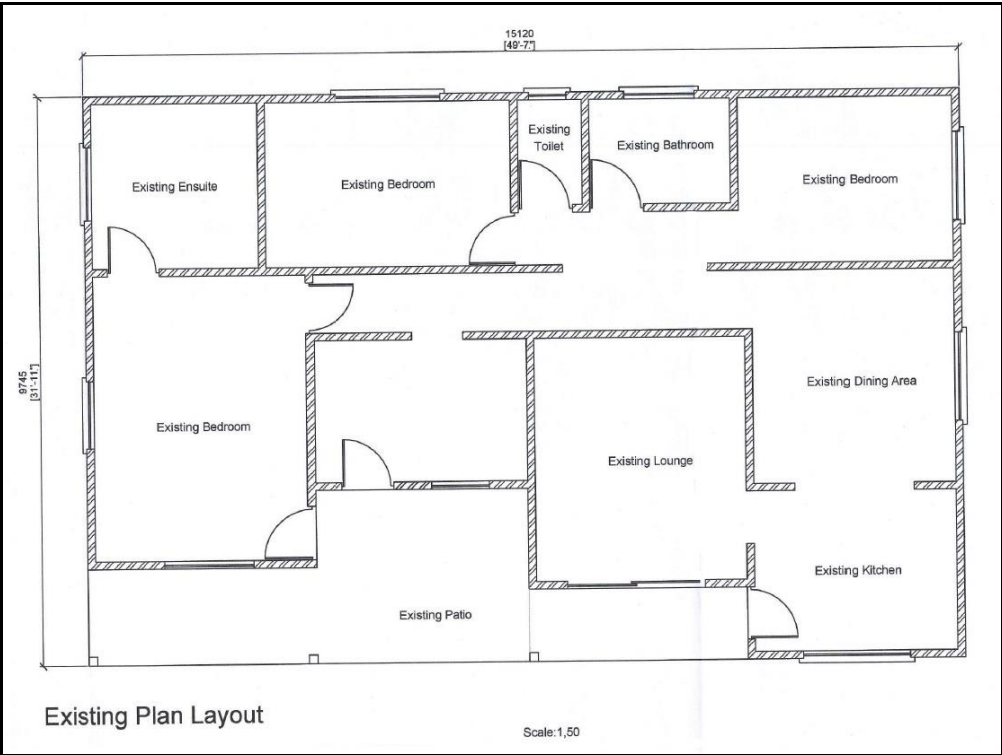 15120
[49'-7"]
Existing Ensuite
Existing Bedroom
Existing
Toilet
Existing Bathroom
Existing Bedroom
9745
[31'-11"]
Existing Bedroom
Existing Dining Area
Existing Lounge
Existing Kitchen
Existing Patio
Existing Plan Layout
Scale:1,50